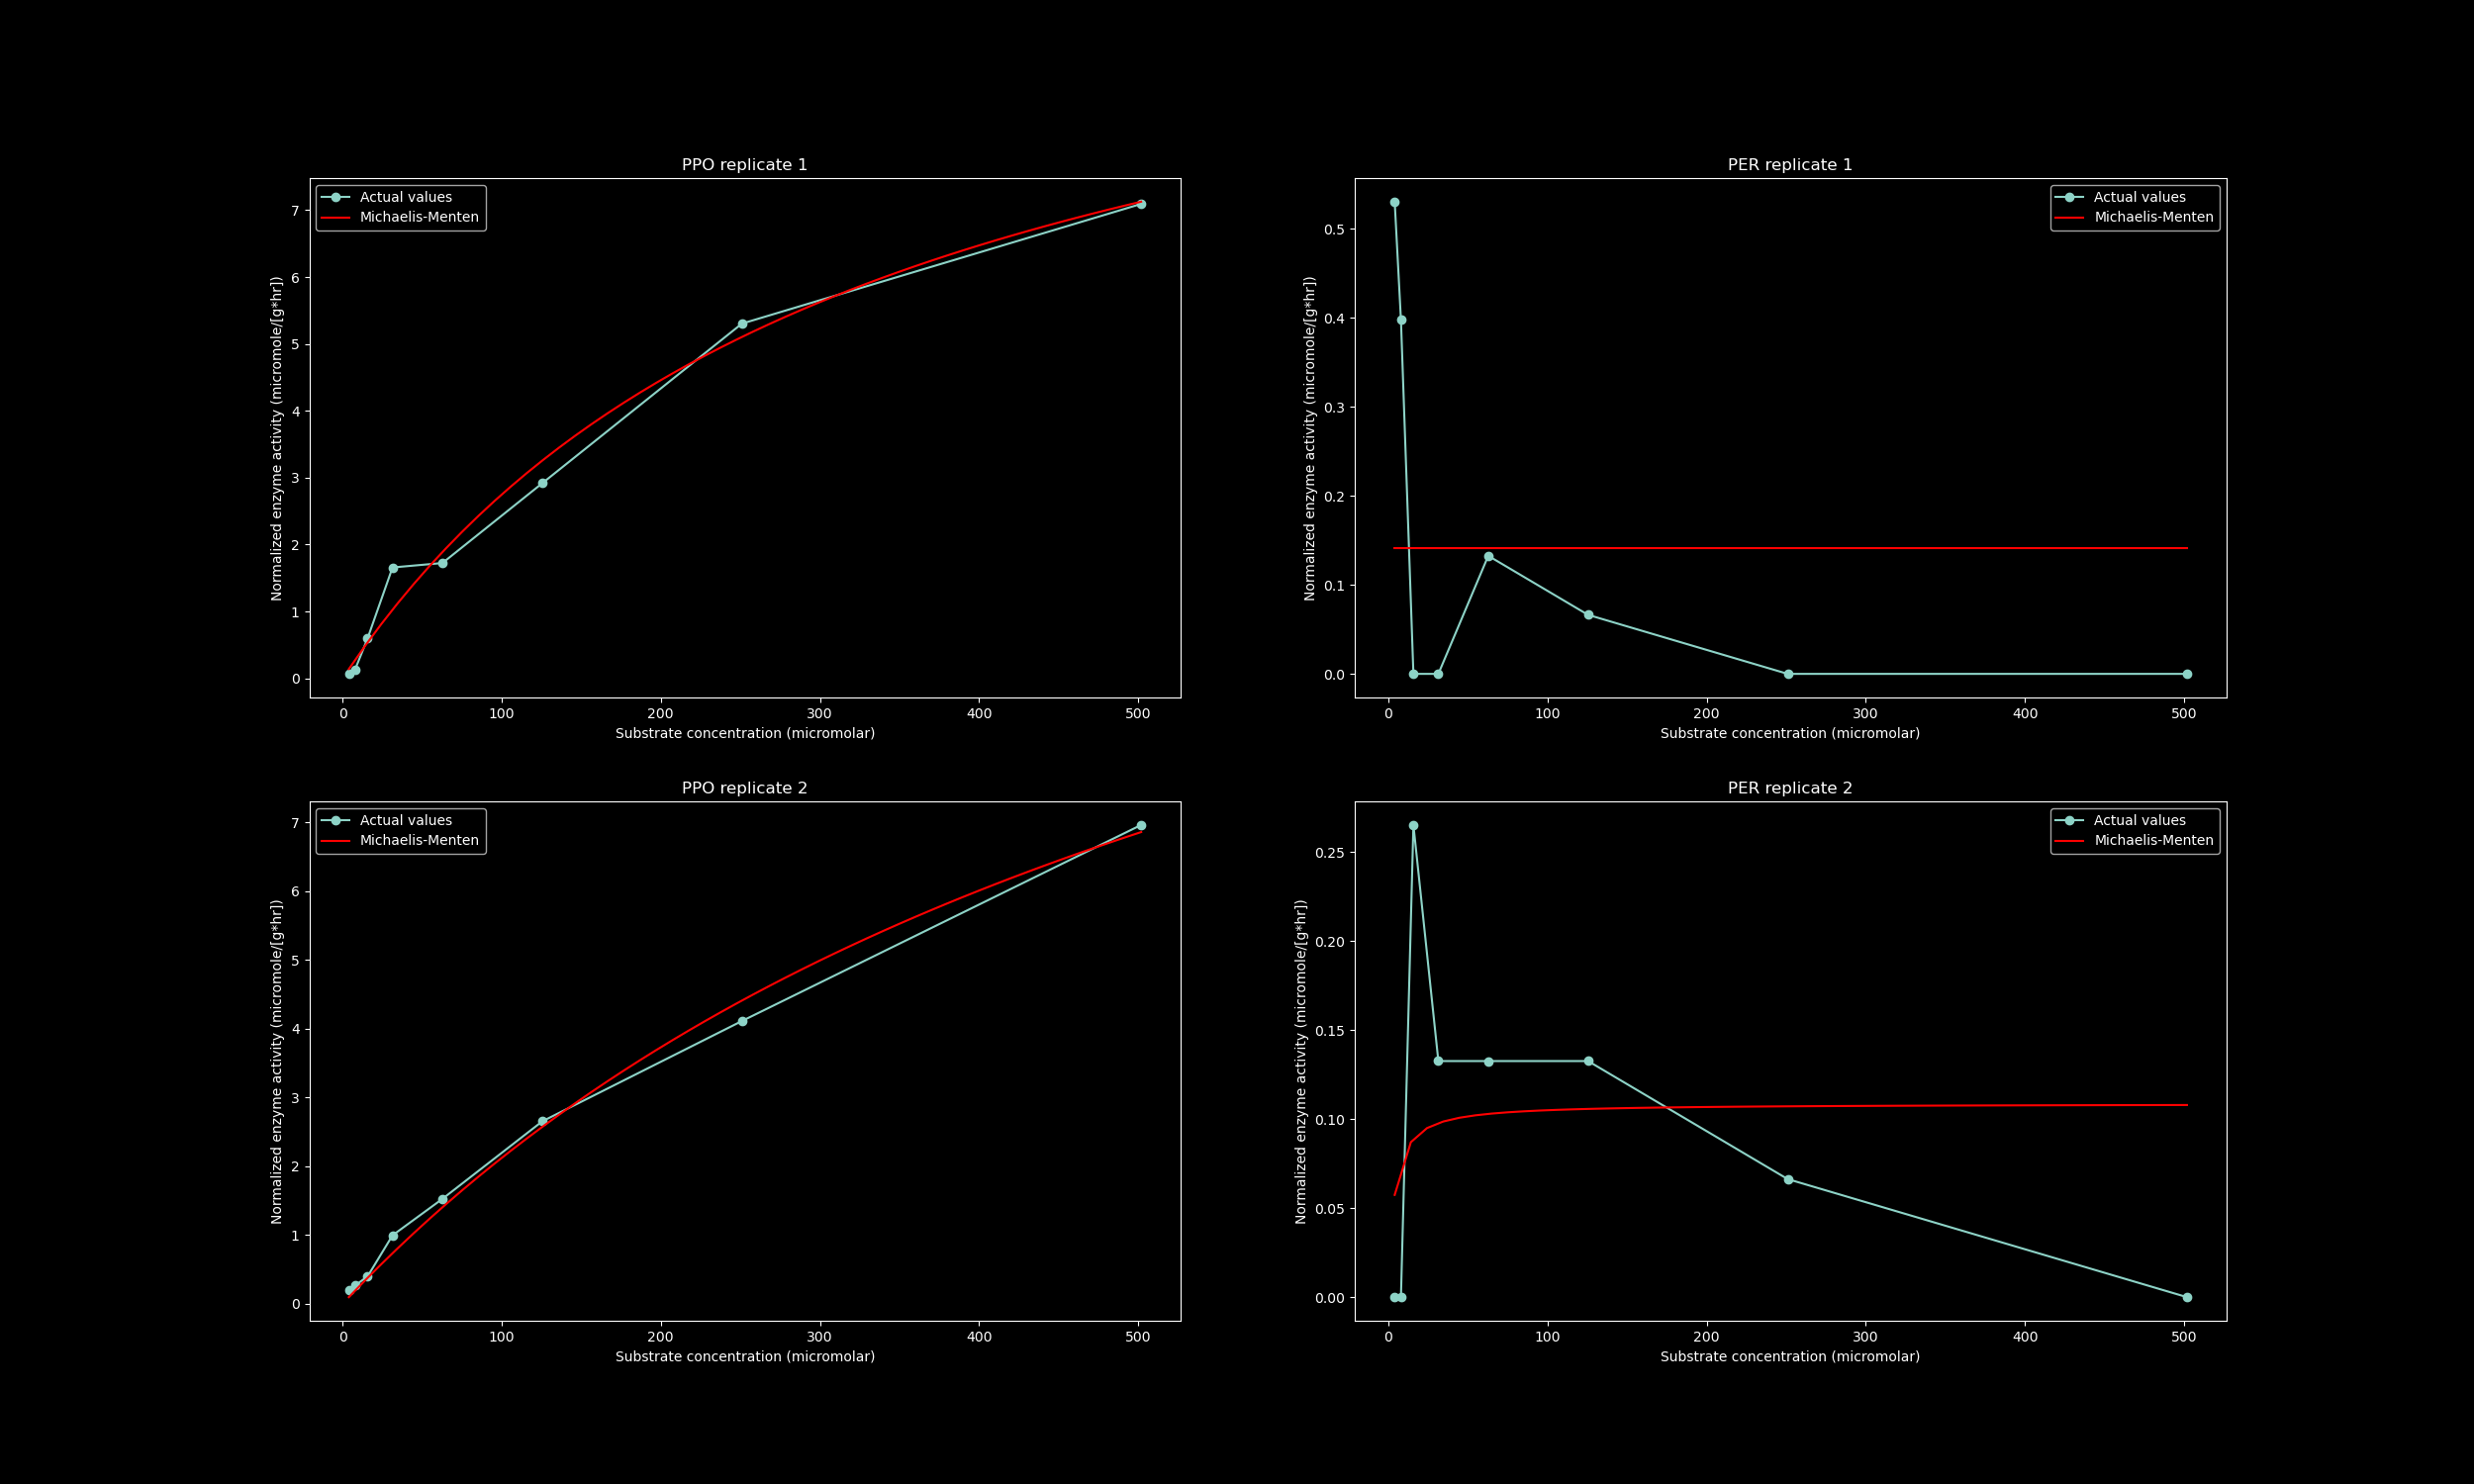 PPO replicate 1
Actual values
Michaelis-Menten
7
6
5
4
3
2
1
0
Normalized enzyme activity (micromole/[g*hr])
0 100 200 300 400 500
Substrate concentration (micromolar)
PER replicate 1
Actual values
Michaelis-Menten
0.5
0.4
0.3
0.2
0.1
0.0
Normalized enzyme activity (micromole/[g*hr])
0 100 200 300 400 500
Substrate concentration (micromolar)
PPO replicate 2
Actual values
Michaelis-Menten
7
6
5
4
3
2
1
0
Normalized enzyme activity (micromole/[g*hr])
0 100 200 300 400 500
Substrate concentration (micromolar)
PER replicate 2
Actual values
Michaelis-Menten
0.25
0.20
0.15
0.10
0.05
0.00
Normalized enzyme activity (micromole/[g*hr])
0 100 200 300 400 500
Substrate concentration (micromolar)